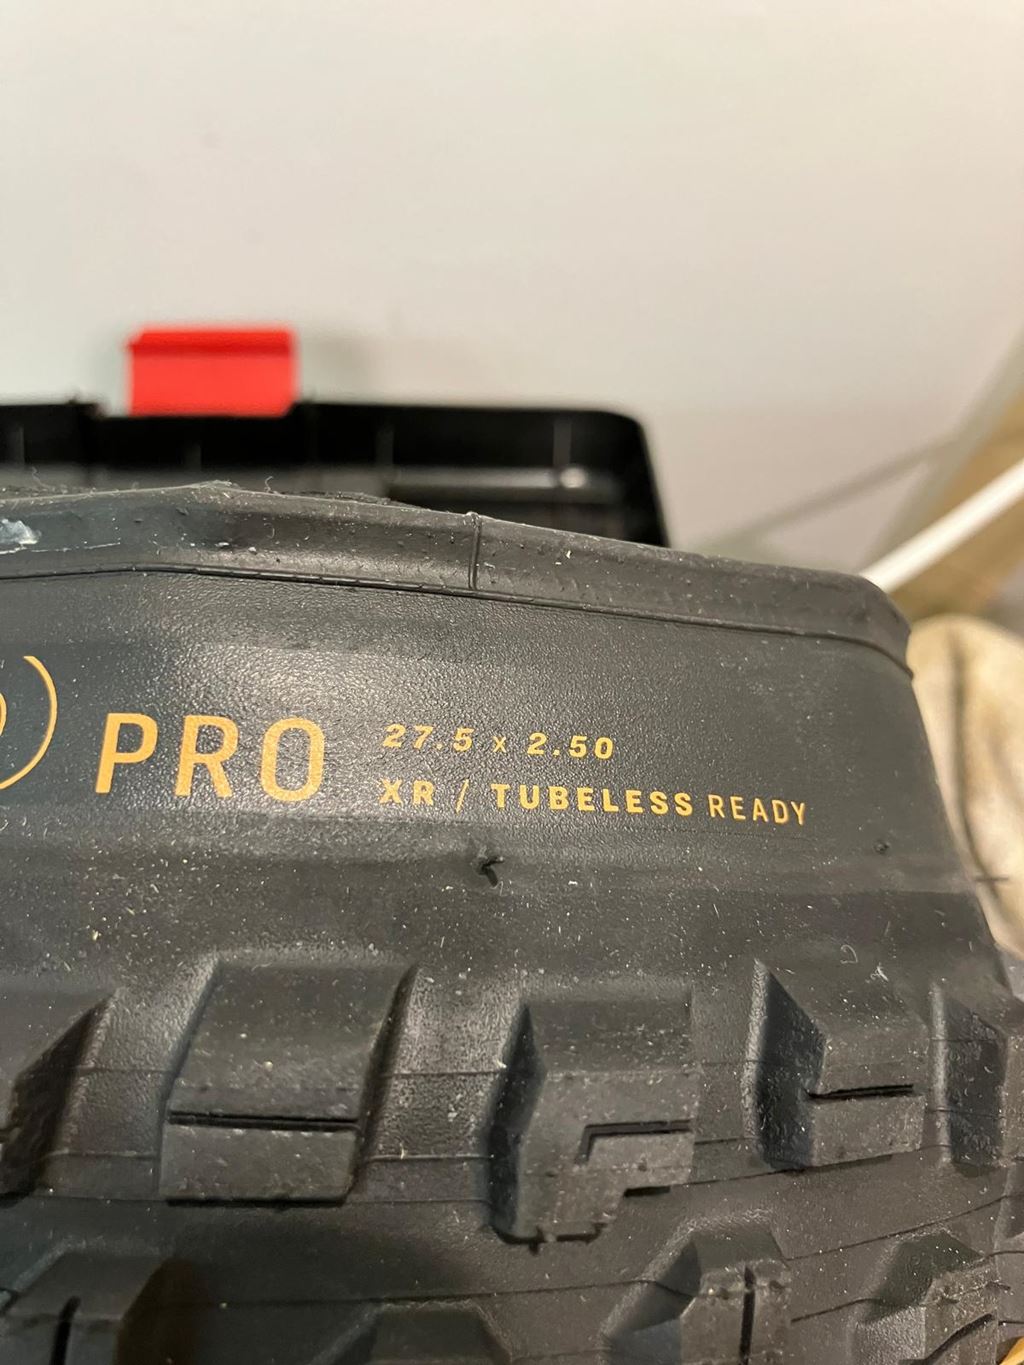 PRO
27.5 x 2.50
XR / TUBELESS READY